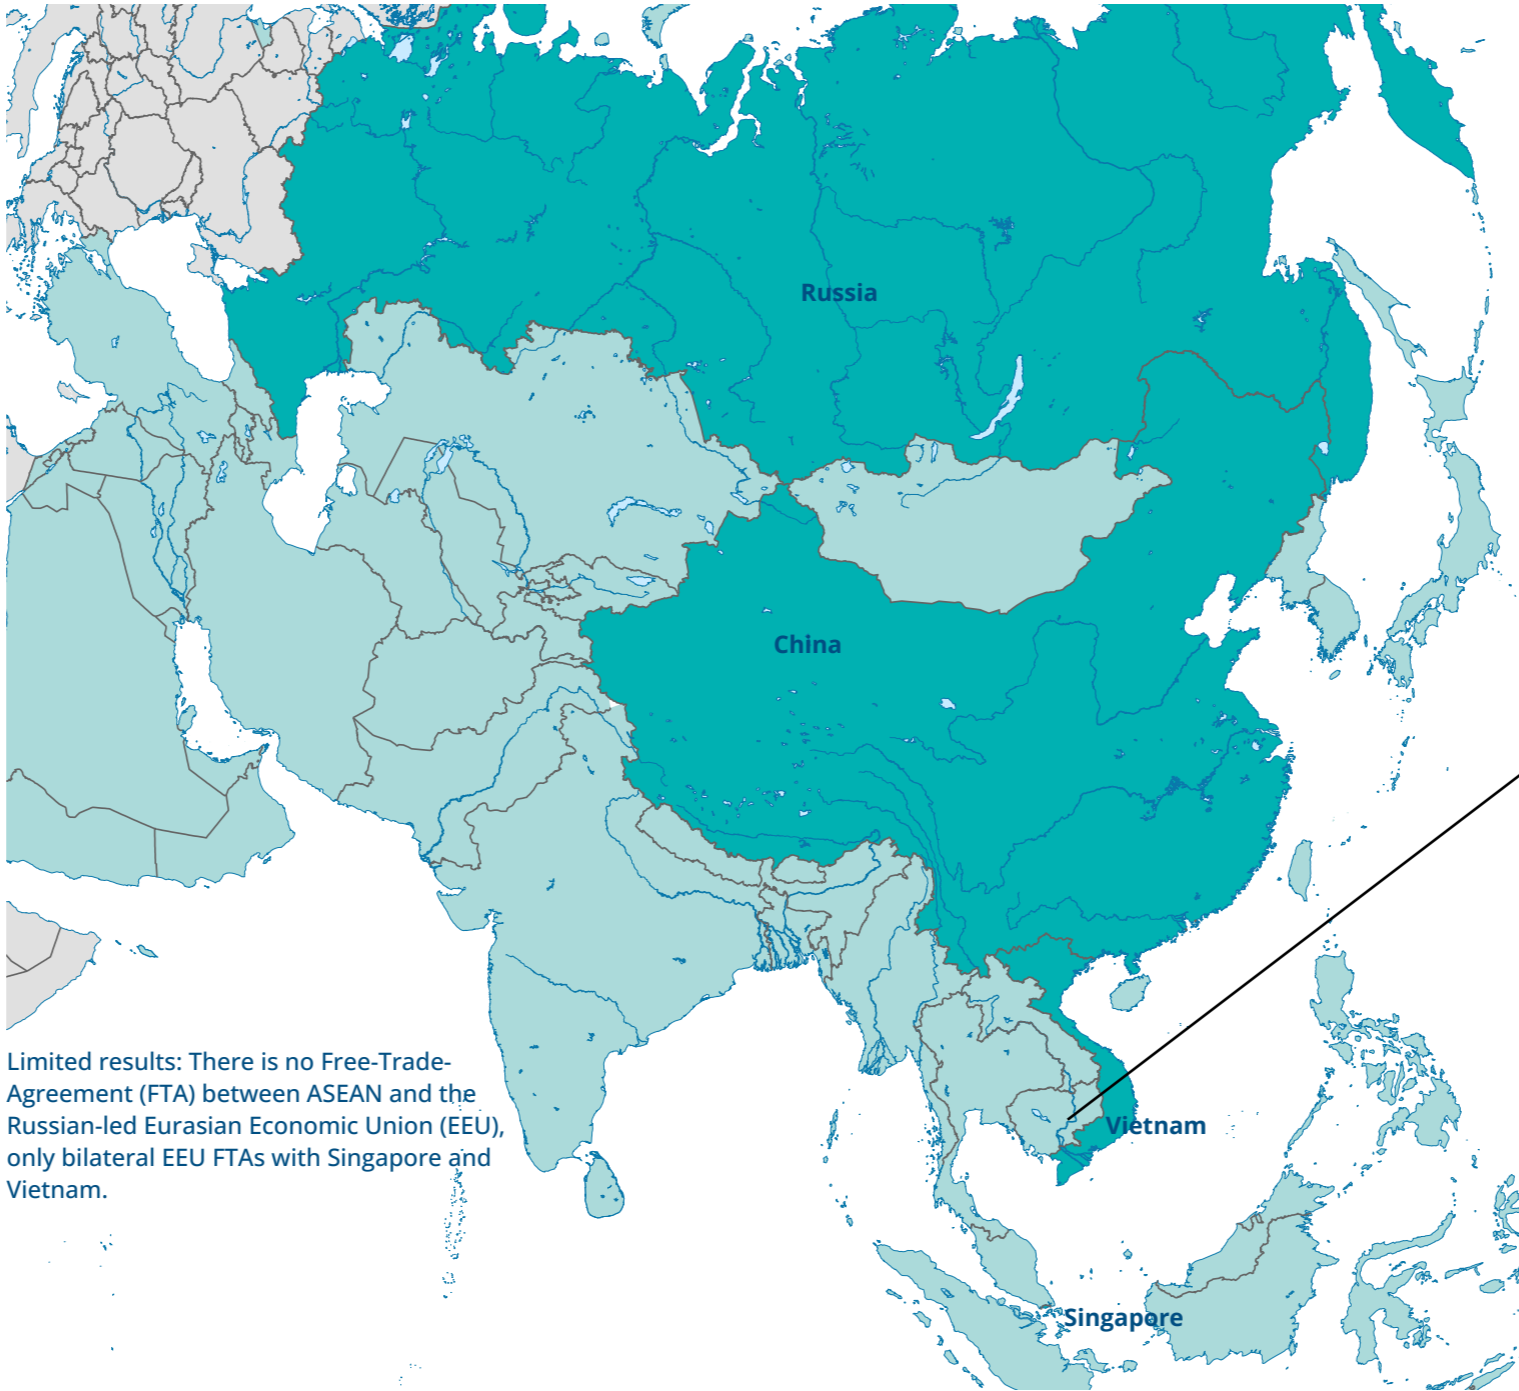 Russia
China
Limited results: There is no Free-Trade-
Agreement (FTA) between ASEAN and the
Russian-led Eurasian Economic Union (EEU),
only bilateral EEU FTAs with Singapore and
Vietnam.
Vietnam
Singapore